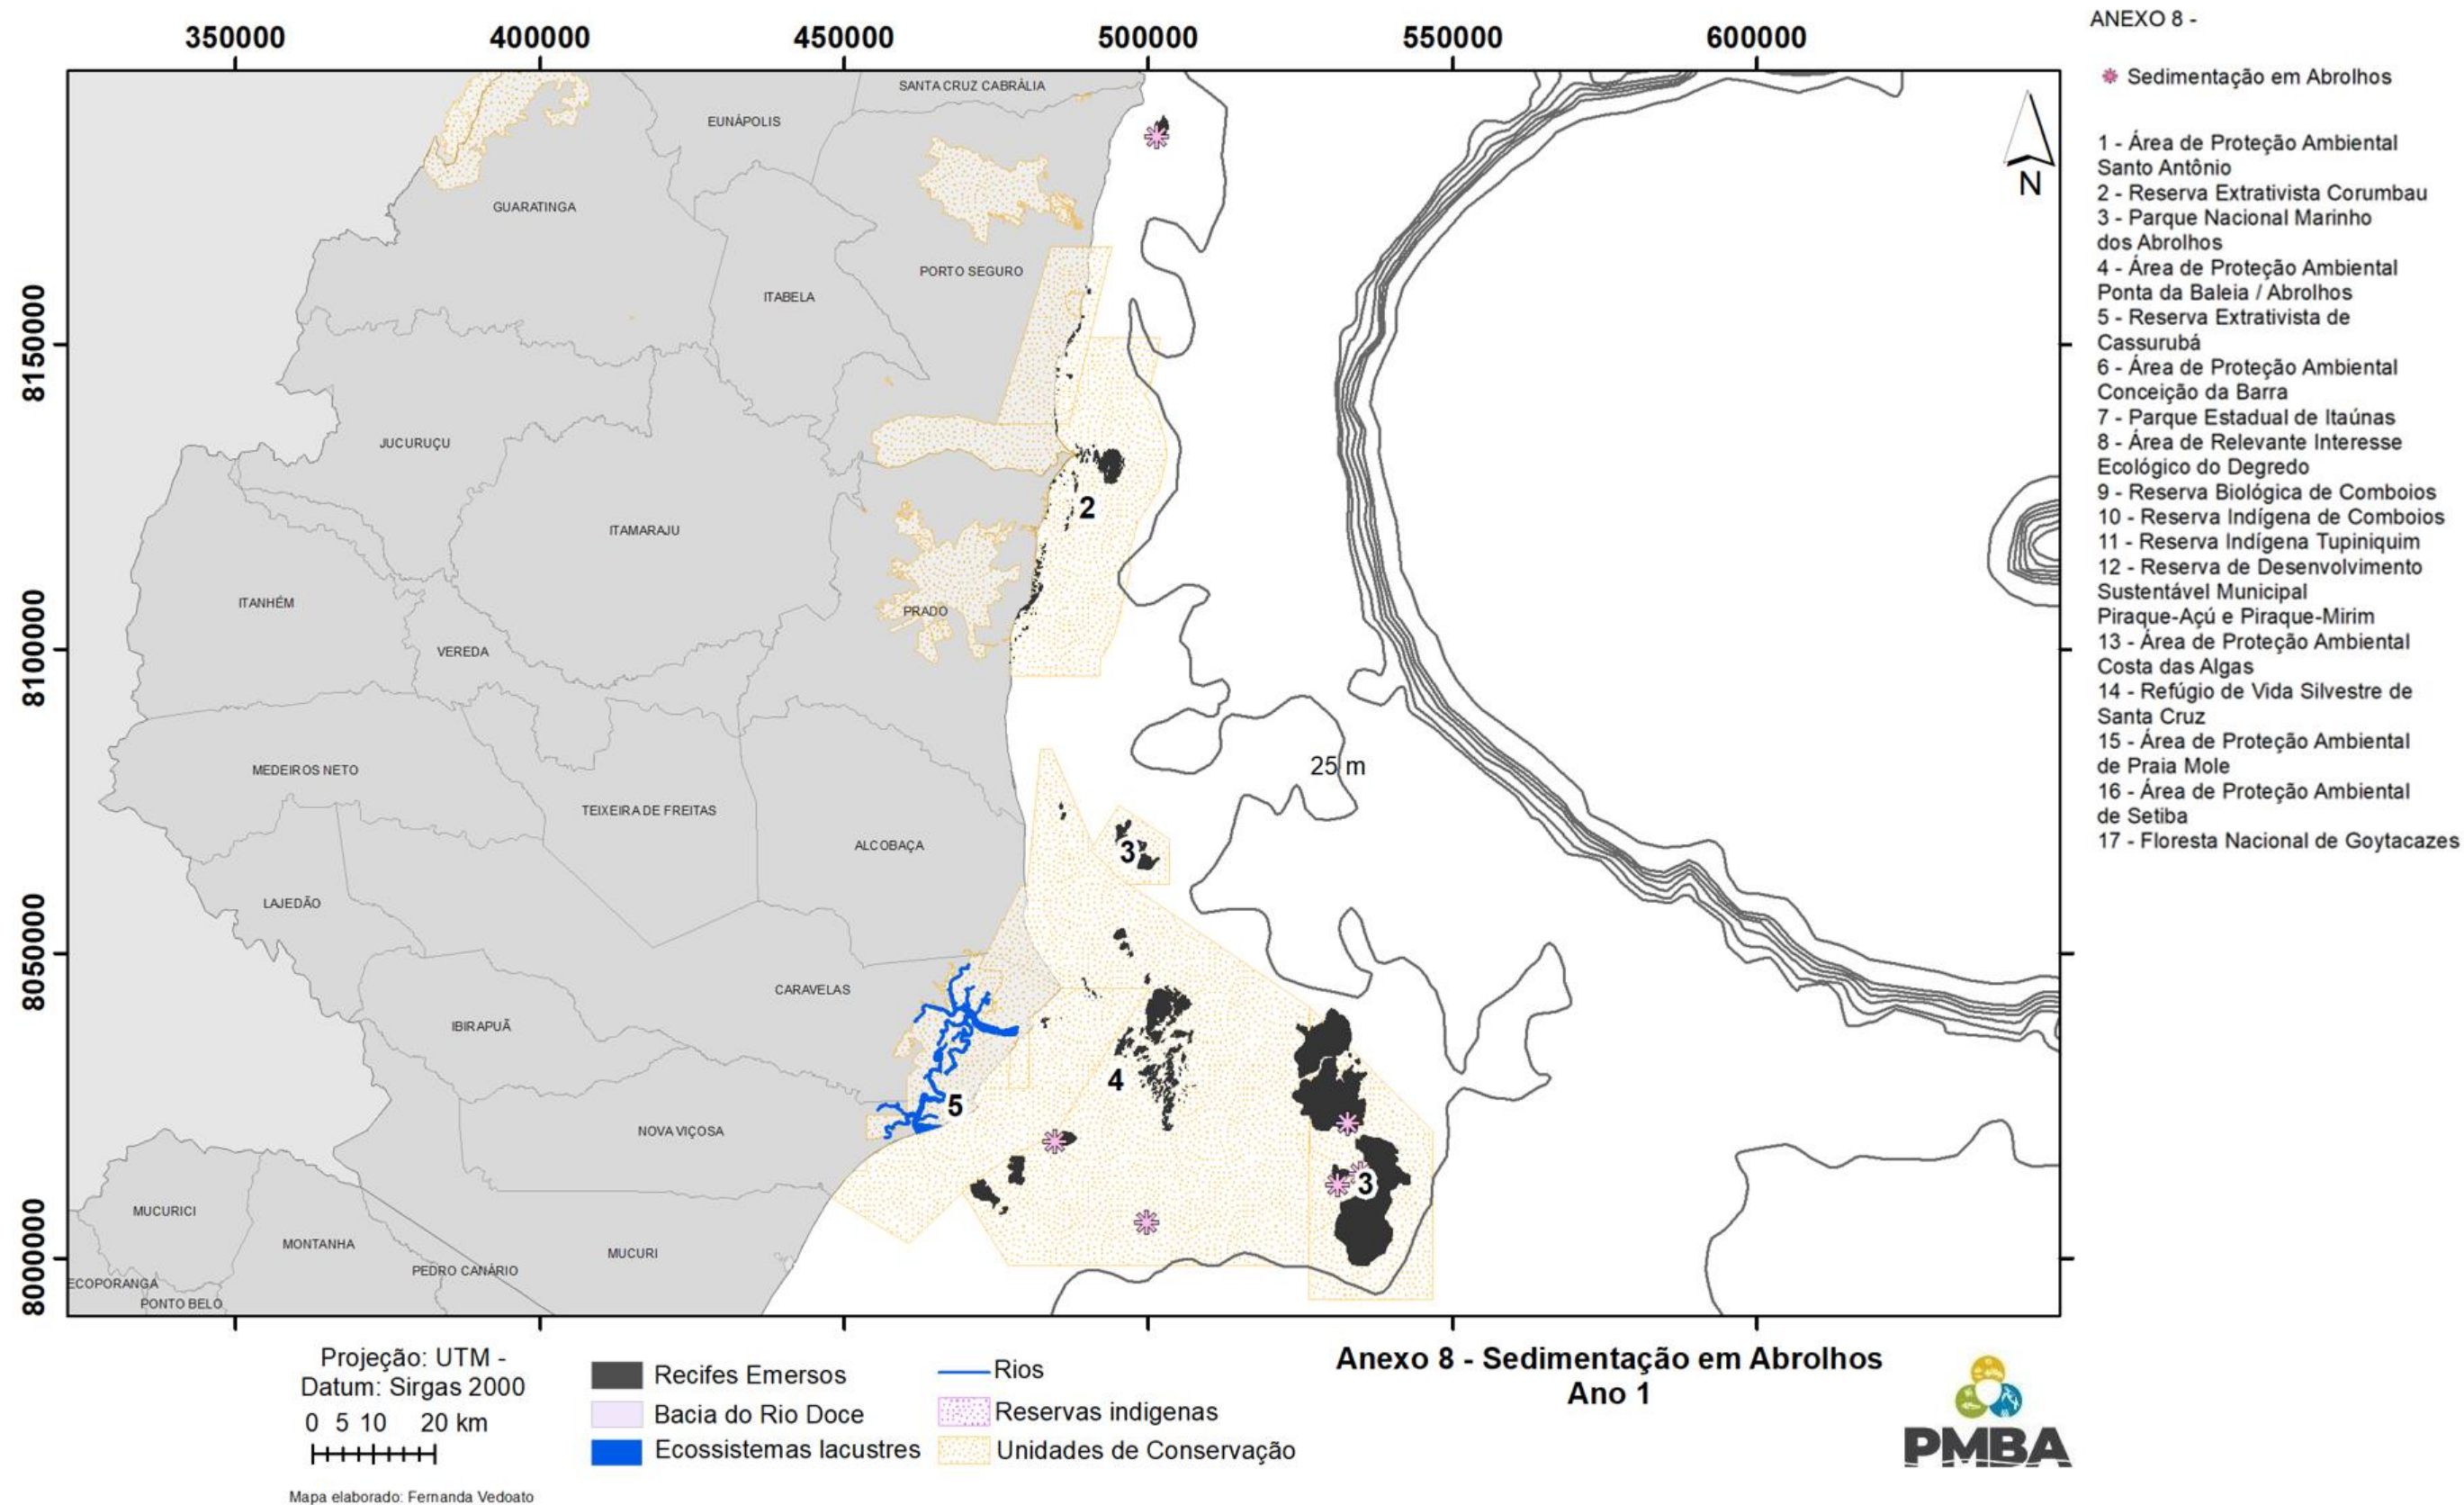 350000
400000
450000
500000
550000
600000
ANEXO 8 -
Sedimentação em Abrolhos
1 - Área de Proteção Ambiental
Santo Antônio
2 - Reserva Extrativista Corumbau
3 - Parque Nacional Marinho
dos Abrolhos
4 - Área de Proteção Ambiental
Ponta da Baleia / Abrolhos
5 - Reserva Extrativista de
Cassurubá
6 - Área de Proteção Ambiental
Conceição da Barra
7 - Parque Estadual de Itaúnas
8 - Área de Relevante Interesse
Ecológico do Degredo
9 - Reserva Biológica de Comboios
10 - Reserva Indígena de Comboios
11 - Reserva Indígena Tupiniquim
12 - Reserva de Desenvolvimento
Sustentável Municipal
Piraque-Açú e Piraque-Mirim
13 - Área de Proteção Ambiental
Costa das Algas
14 - Refúgio de Vida Silvestre de
Santa Cruz
15 - Área de Proteção Ambiental
de Praia Mole
16 - Área de Proteção Ambiental
de Setiba
17 - Floresta Nacional de Goytacazes
N
SANTA CRUZ CABRÁLIA
EUNÁPOLIS
GUARATINGA
PORTO SEGURO
ITABELA
8150000
JUCURUÇU
2
ITAMARAJU
ITANHÉM
PRADO
8100000
VEREDA
25 m
MEDEIROS NETO
TEIXEIRA DE FREITAS
ALCOBAÇA
3
LAJEDÃO
8050000
CARAVELAS
IBIRAPUÃ
4
5
NOVA VIÇOSA
3
MUCURICI
MONTANHA
MUCURI
8000000
PEDRO CANÁRIO
ECOPORANGA
PONTO BELO
Projeção: UTM -
Datum: Sirgas 2000
0 5 10 20 km
Mapa elaborado: Fernanda Vedoato
Recifes Emersos
Bacia do Rio Doce
Ecossistemas lacustres
Rios
Reservas indigenas
Unidades de Conservação
Anexo 8 - Sedimentação em Abrolhos
Ano 1
PMBA